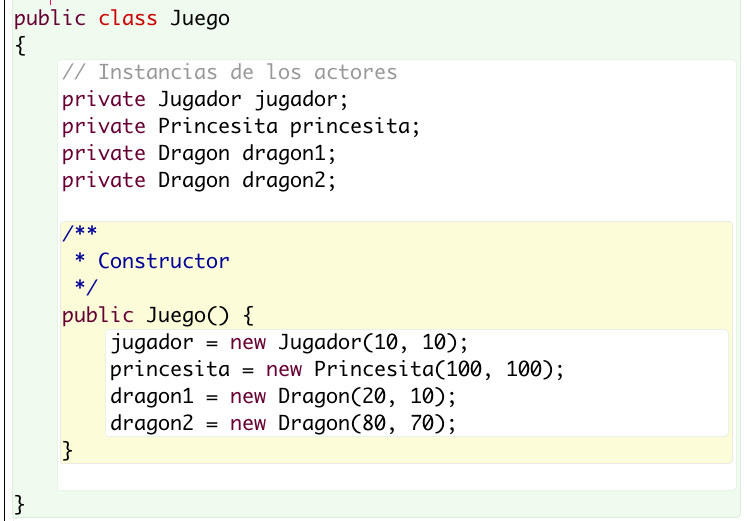 public class Juego
{
// Instancias de los actores
private Jugador jugador;
private Princesita princesita;
private Dragon dragon1;
private Dragon dragon2;
/**
* Constructor
*/
public Juego() {
jugador = new Jugador(10, 10);
princesita = new Princesita(100, 100);
dragon1 = new Dragon(20, 10);
dragon2 = new Dragon(80, 70);
}
}